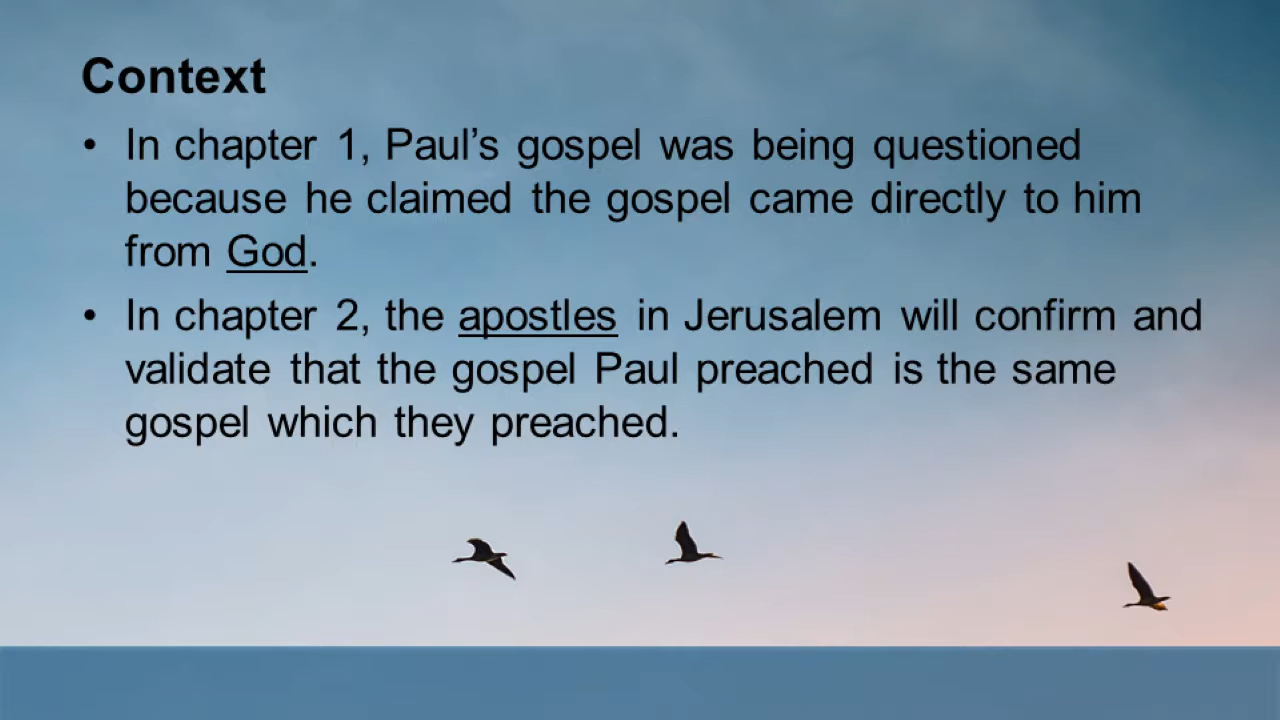 Context
• In chapter 1, Paul’s gospel was being questioned
because he claimed the gospel came directly to him
from God.
• In chapter 2, the apostles in Jerusalem will confirm and
validate that the gospel Paul preached is the same
gospel which they preached.